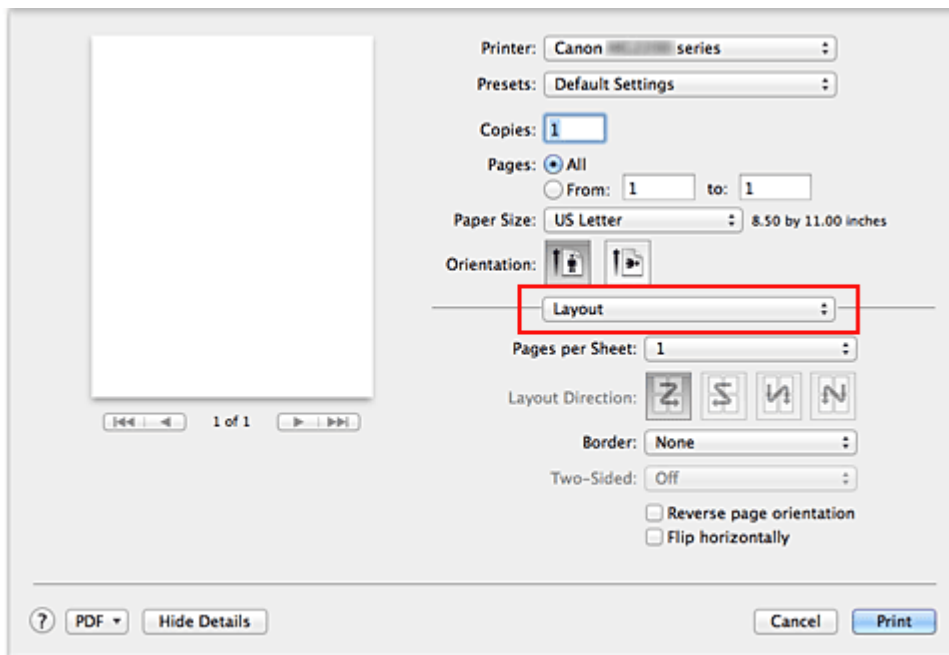 Printer: Canon series
Presets: Default Settings
Copies: 1
Pages: All
From: 1 to: 1
Paper Size: US Letter 8.50 by 11.00 inches
Orientation:
Layout
Pages per Sheet: 1
Layout Direction:
1 of 1
Border: None
Two-Sided: Off
Reverse page orientation
Flip horizontally
? PDF Hide Details Cancel Print